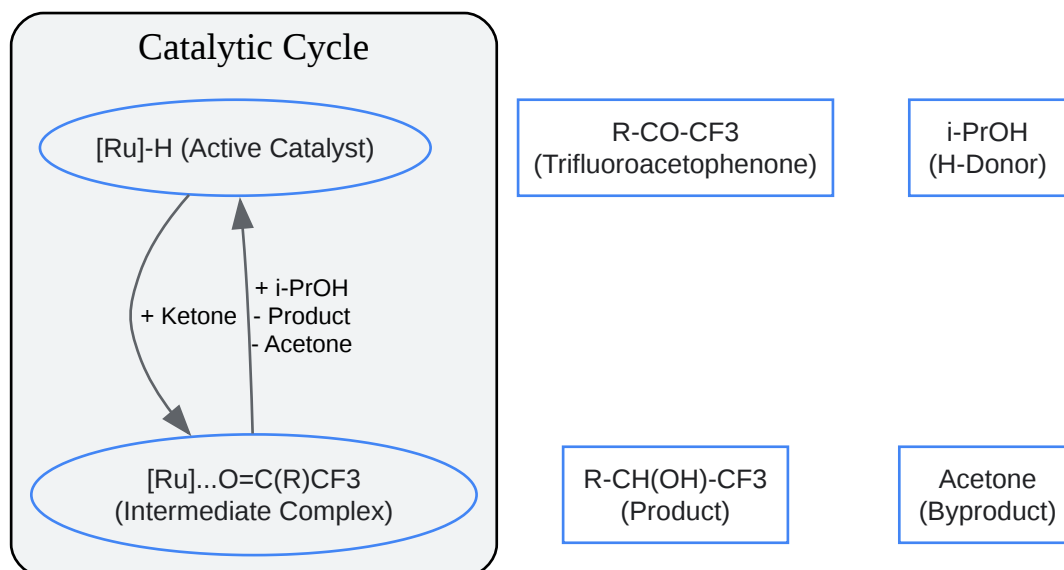 Catalytic Cycle
[Ru]-H (Active Catalyst)
R-CO-CF3
(Trifluoroacetophenone)
i-PrOH
(H-Donor)
+ Ketone
+ i-PrOH
- Product
- Acetone
[Ru]...O=C(R)CF3
(Intermediate Complex)
R-CH(OH)-CF3
(Product)
Acetone
(Byproduct)